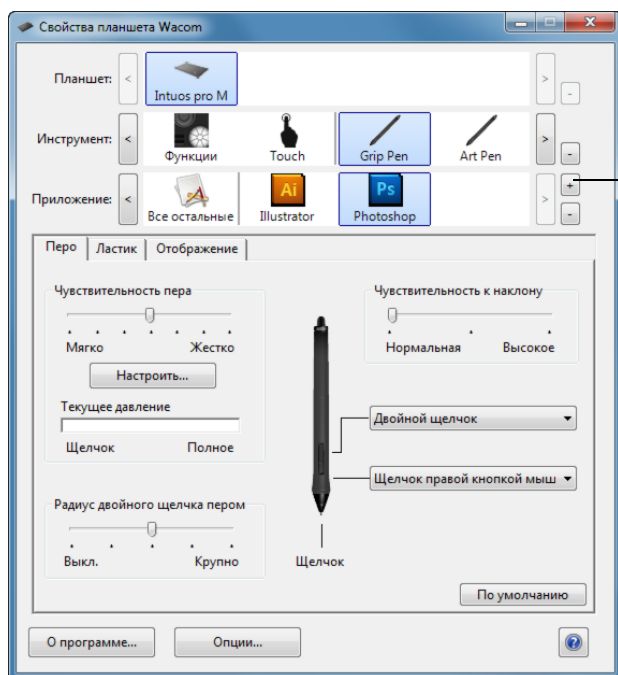 Свойства планшета Wacom
Планшет:
Intuos pro M
Инструмент:
Функции Touch Grip Pen Art Pen
Приложение:
Ai Ps
Все остальные Illustrator Photoshop
Перо Ластик Отображение
Чувствительность пера
Мягко Жестко
Настроить...
Текущее давление
Щелчок Полное
Радиус двойного щелчка пером
Выкл. Крупно
Щелчок
Чувствительность к наклону
Нормальная Высокое
Двойной щелчок
Щелчок правой кнопкой мыш
По умолчанию
О программе... Опции...